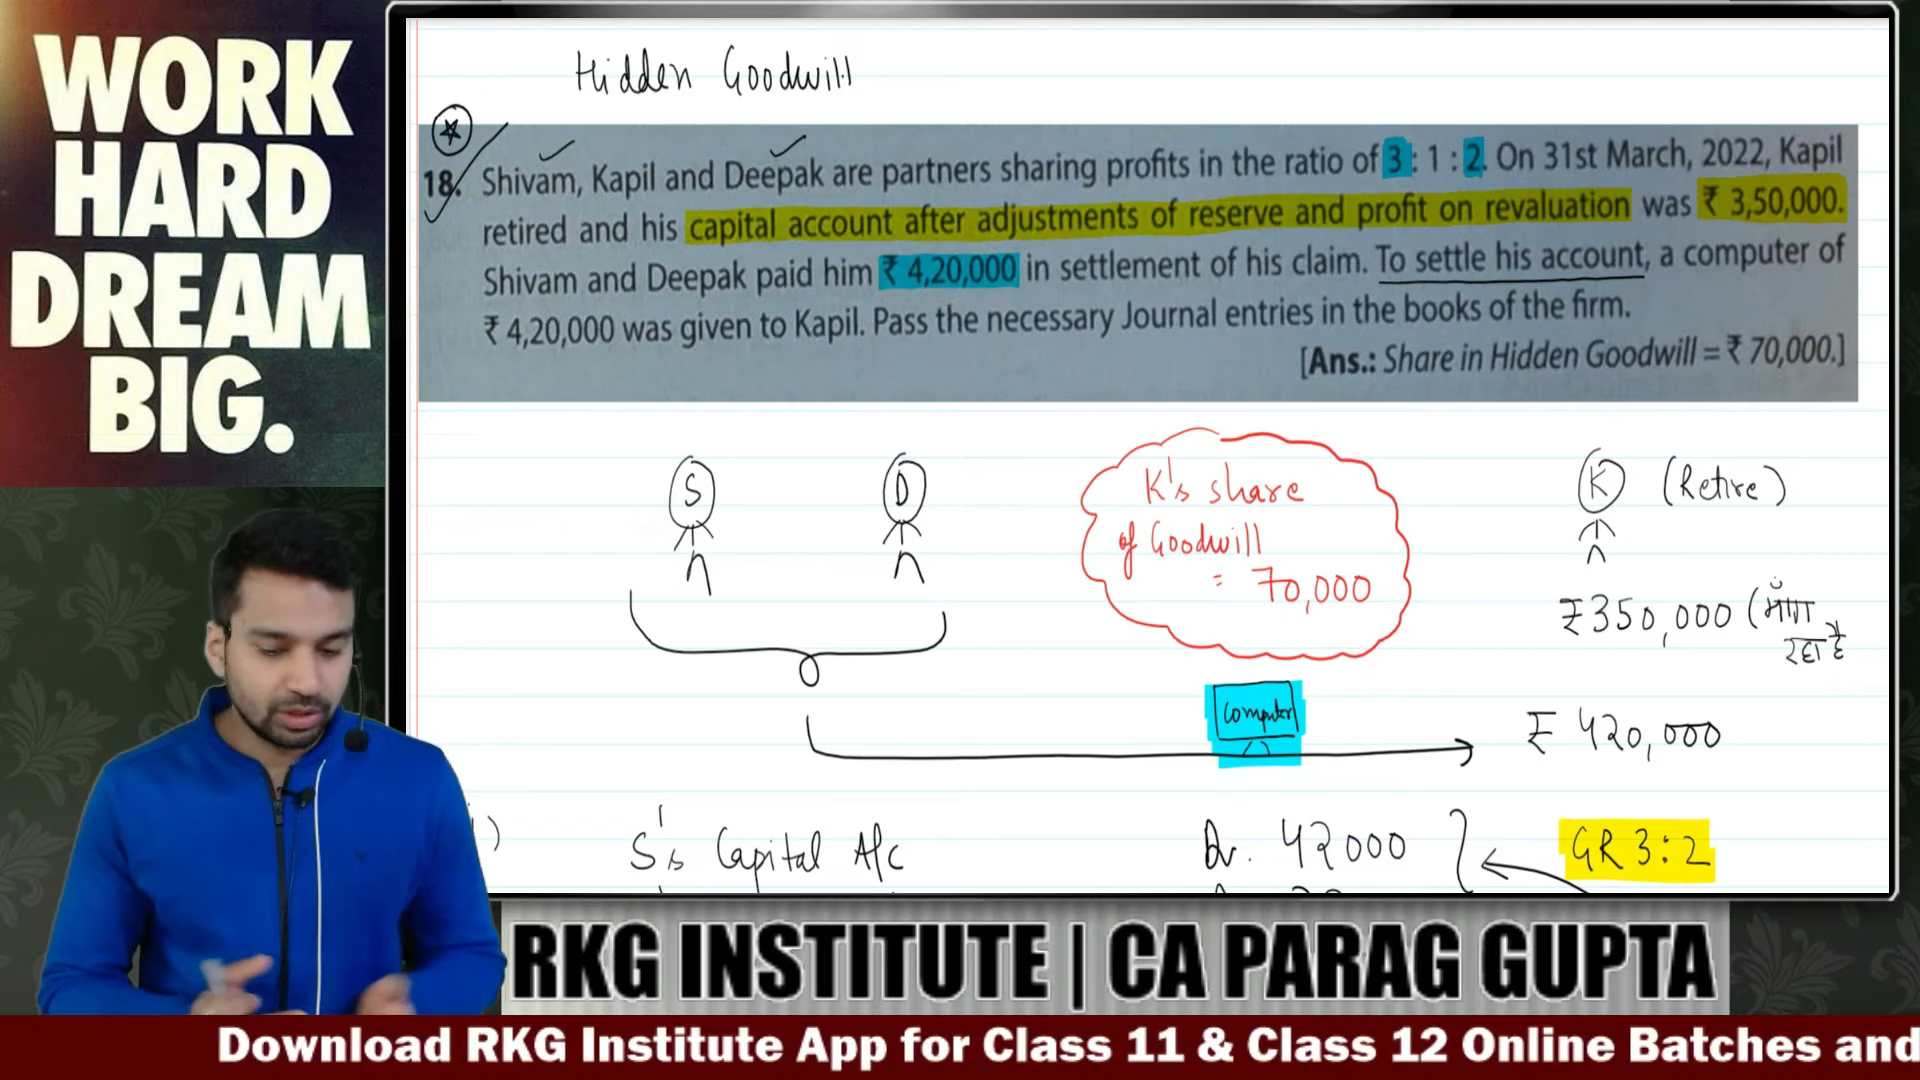 WORK
HARD
DREAM
BIG.
Hidden Goodwill
18. Shivam, Kapil and Deepak are partners sharing profits in the ratio of 3 : 1 : 2. On 31st March, 2022, Kapil
retired and his capital account after adjustments of reserve and profit on revaluation was ₹ 3,50,000.
Shivam and Deepak paid him ₹ 4,20,000 in settlement of his claim. To settle his account, a computer of
₹ 4,20,000 was given to Kapil. Pass the necessary Journal entries in the books of the firm.
[Ans.: Share in Hidden Goodwill = ₹ 70,000.]
S
D
K's share
of Goodwill
= 70,000
K (Retire)
₹350,000 (मांग
रहा है
Computer
₹ 420,000
)
S's Capital A/c Dr. 42000
GR 3:2
RKG INSTITUTE | CA PARAG GUPTA
Download RKG Institute App for Class 11 & Class 12 Online Batches and